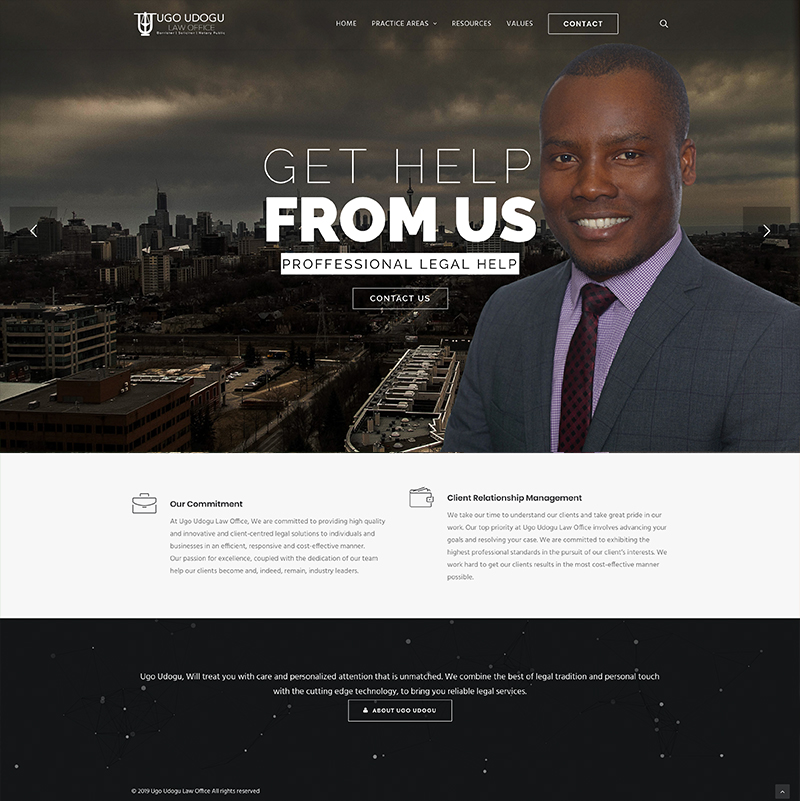 UGO UDOGU
LAW OFFICE
Barrister | Solicitor | Notary Public
HOME PRACTICE AREAS RESOURCES VALUES CONTACT
GET HELP
FROM US
PROFFESSIONAL LEGAL HELP
CONTACT US
Our Commitment
At Ugo Udogu Law Office, We are committed to providing high quality
and innovative and client-centred legal solutions to individuals and
businesses in an efficient, responsive and cost-effective manner.
Our passion for excellence, coupled with the dedication of our team
help our clients become and, indeed, remain, industry leaders.
Client Relationship Management
We take our time to understand our clients and take great pride in our
work. Our top priority at Ugo Udogu Law Office involves advancing your
goals and resolving your case. We are committed to exhibiting the
highest professional standards in the pursuit of our client's interests. We
work hard to get our clients results in the most cost-effective manner
possible.
Ugo Udogu, Will treat you with care and personalized attention that is unmatched. We combine the best of legal tradition and personal touch
with the cutting edge technology, to bring you reliable legal services.
ABOUT UGO UDOGU
© 2019 Ugo Udogu Law Office All rights reserved